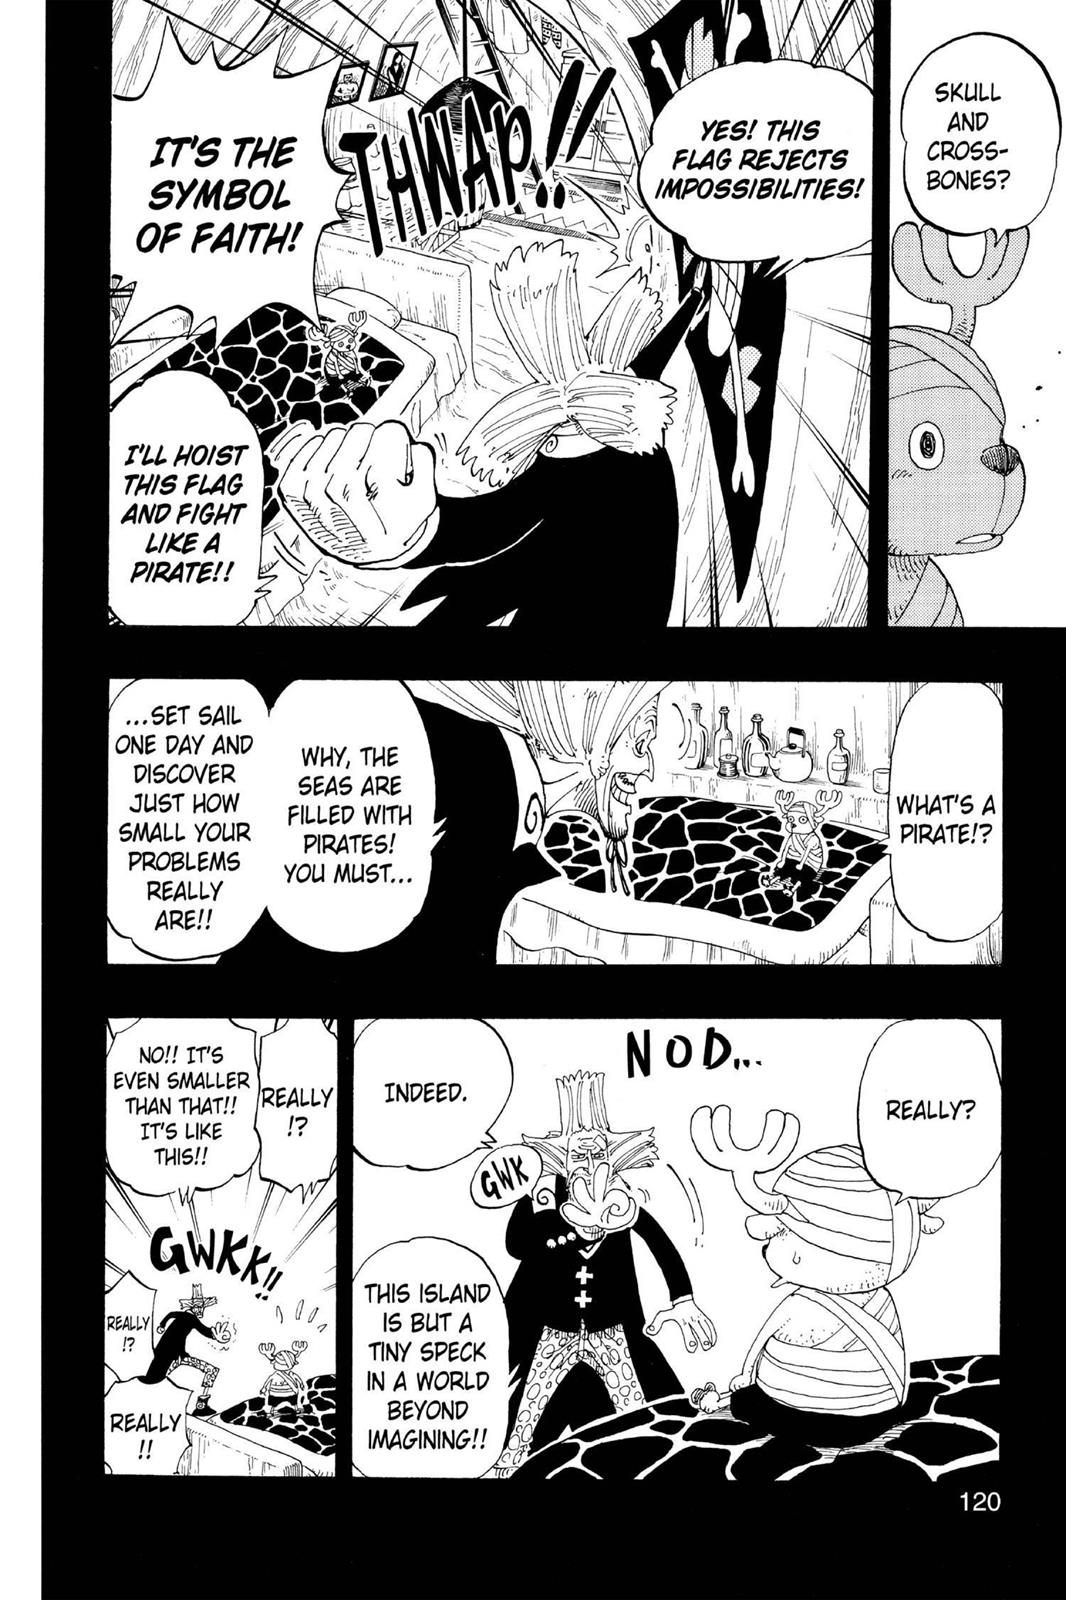 SKULL
AND
CROSS-
BONES?
YES! THIS
FLAG REJECTS
IMPOSSIBILITIES!
THWAP!!
IT'S THE
SYMBOL
OF FAITH!
I'LL HOIST
THIS FLAG
AND FIGHT
LIKE A
PIRATE!!
WHAT'S A
PIRATE!?
WHY, THE
SEAS ARE
FILLED WITH
PIRATES!
YOU MUST...
...SET SAIL
ONE DAY AND
DISCOVER
JUST HOW
SMALL YOUR
PROBLEMS
REALLY
ARE!!
REALLY?
NOD...
INDEED.
GWK
THIS ISLAND
IS BUT A
TINY SPECK
IN A WORLD
BEYOND
IMAGINING!!
REALLY
!?
NO!! IT'S
EVEN SMALLER
THAN THAT!!
IT'S LIKE
THIS!!
GWKK!!
REALLY
!?
REALLY
!!
120